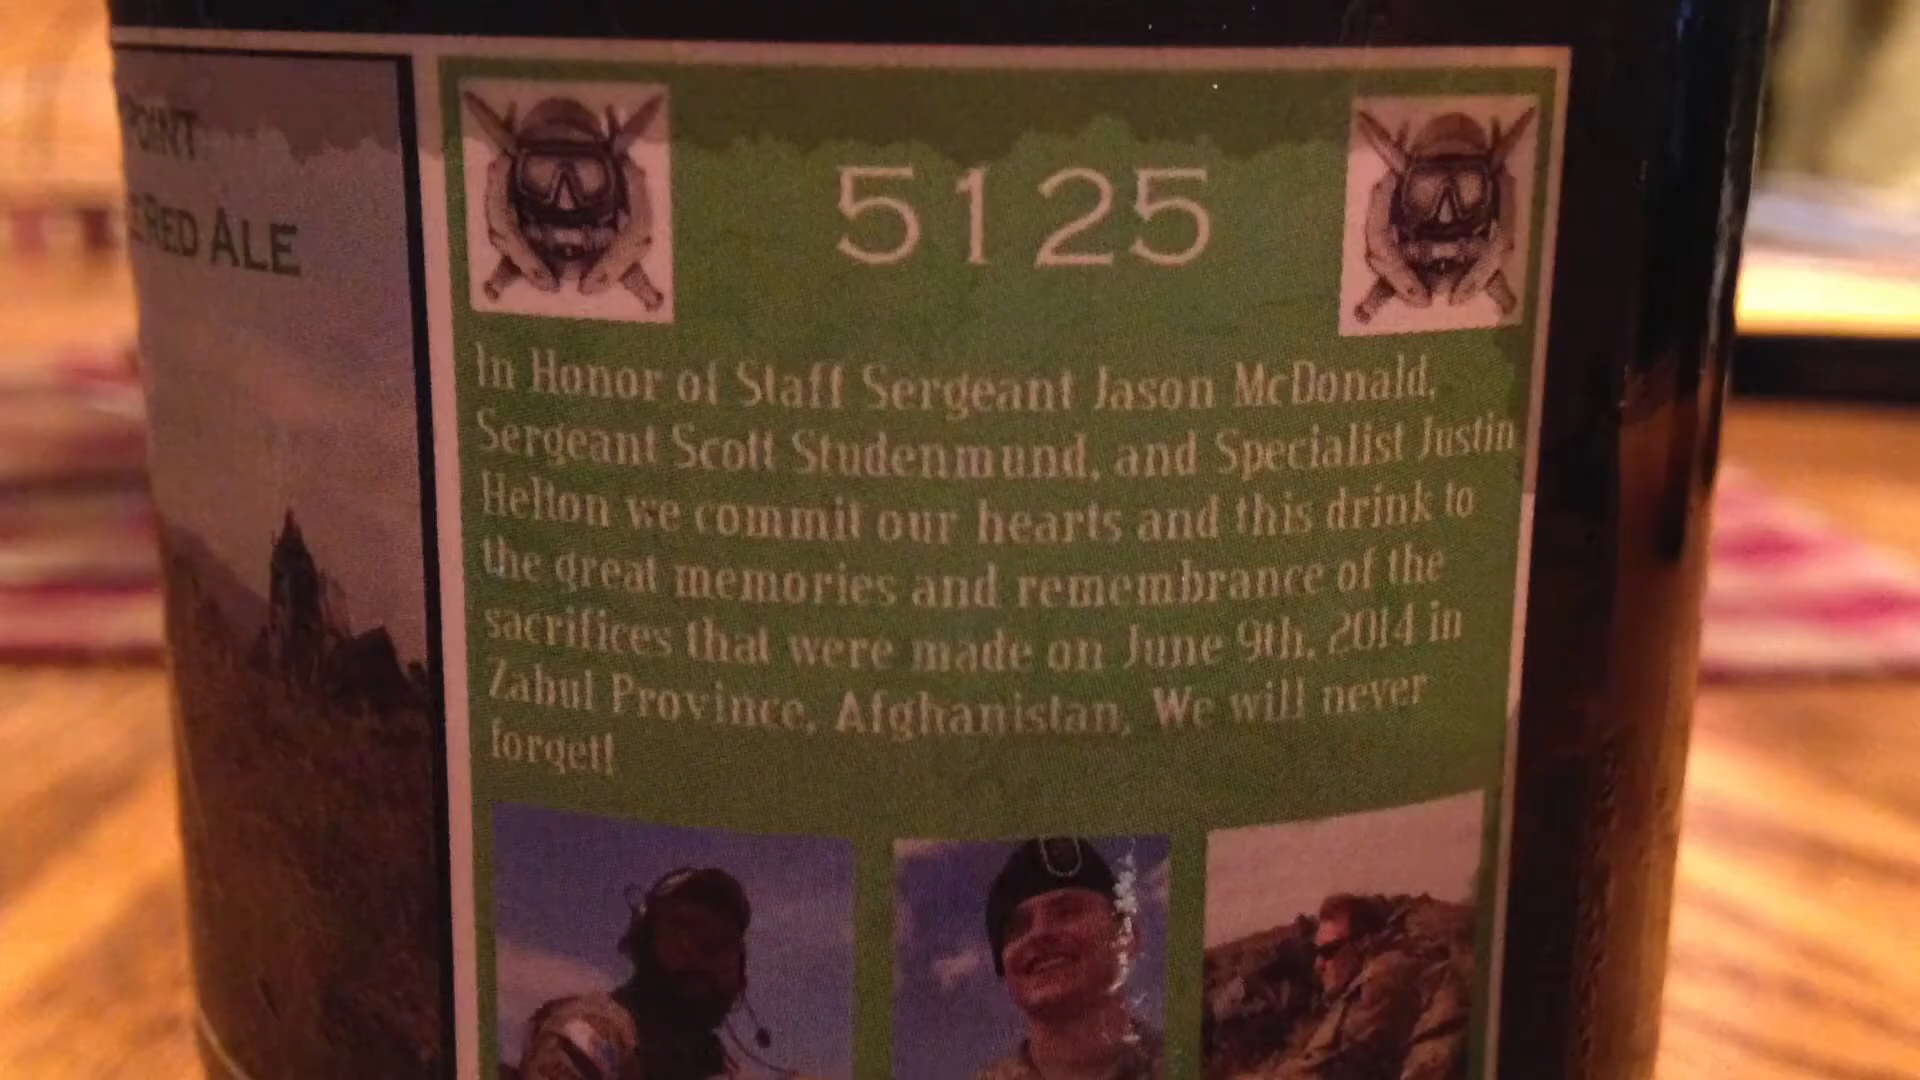 POINT
RED ALE
5125
In Honor of Staff Sergeant Jason McDonald,
Sergeant Scott Studenmund, and Specialist Justin
Helton we commit our hearts and this drink to
the great memories and remembrance of the
sacrifices that were made on June 9th, 2014 in
Zabul Province, Afghanistan, We will never
forget!